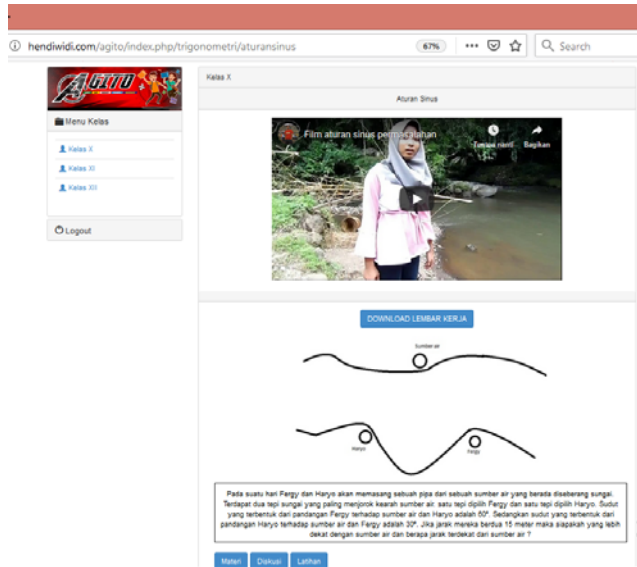 hendiwidi.com/agito/index.php/trigonometri/aturansinus
67%
Search
AGITO
Menu Kelas
Kelas X
Kelas XI
Kelas XII
Logout
Kelas X
Aturan Sinus
Film aturan sinus permasalahan
Tonton nanti
Bagikan
DOWNLOAD LEMBAR KERJA
Sumber air
Haryo
Fergy
Pada suatu hari Fergy dan Haryo akan memasang sebuah pipa dari sebuah sumber air yang berada diseberang sungai.
Terdapat dua tepi sungai yang paling menjorok kearah sumber air. satu tepi dipilih Fergy dan satu tepi dipilih Haryo. Sudut
yang terbentuk dari pandangan Fergy terhadap sumber air dan Haryo adalah 60°. Sedangkan sudut yang terbentuk dari
pandangan Haryo terhadap sumber air dan Fergy adalah 30°. Jika jarak mereka berdua 15 meter maka siapakah yang lebih
dekat dengan sumber air dan berapa jarak terdekat dari sumber air ?
Materi
Diskusi
Latihan